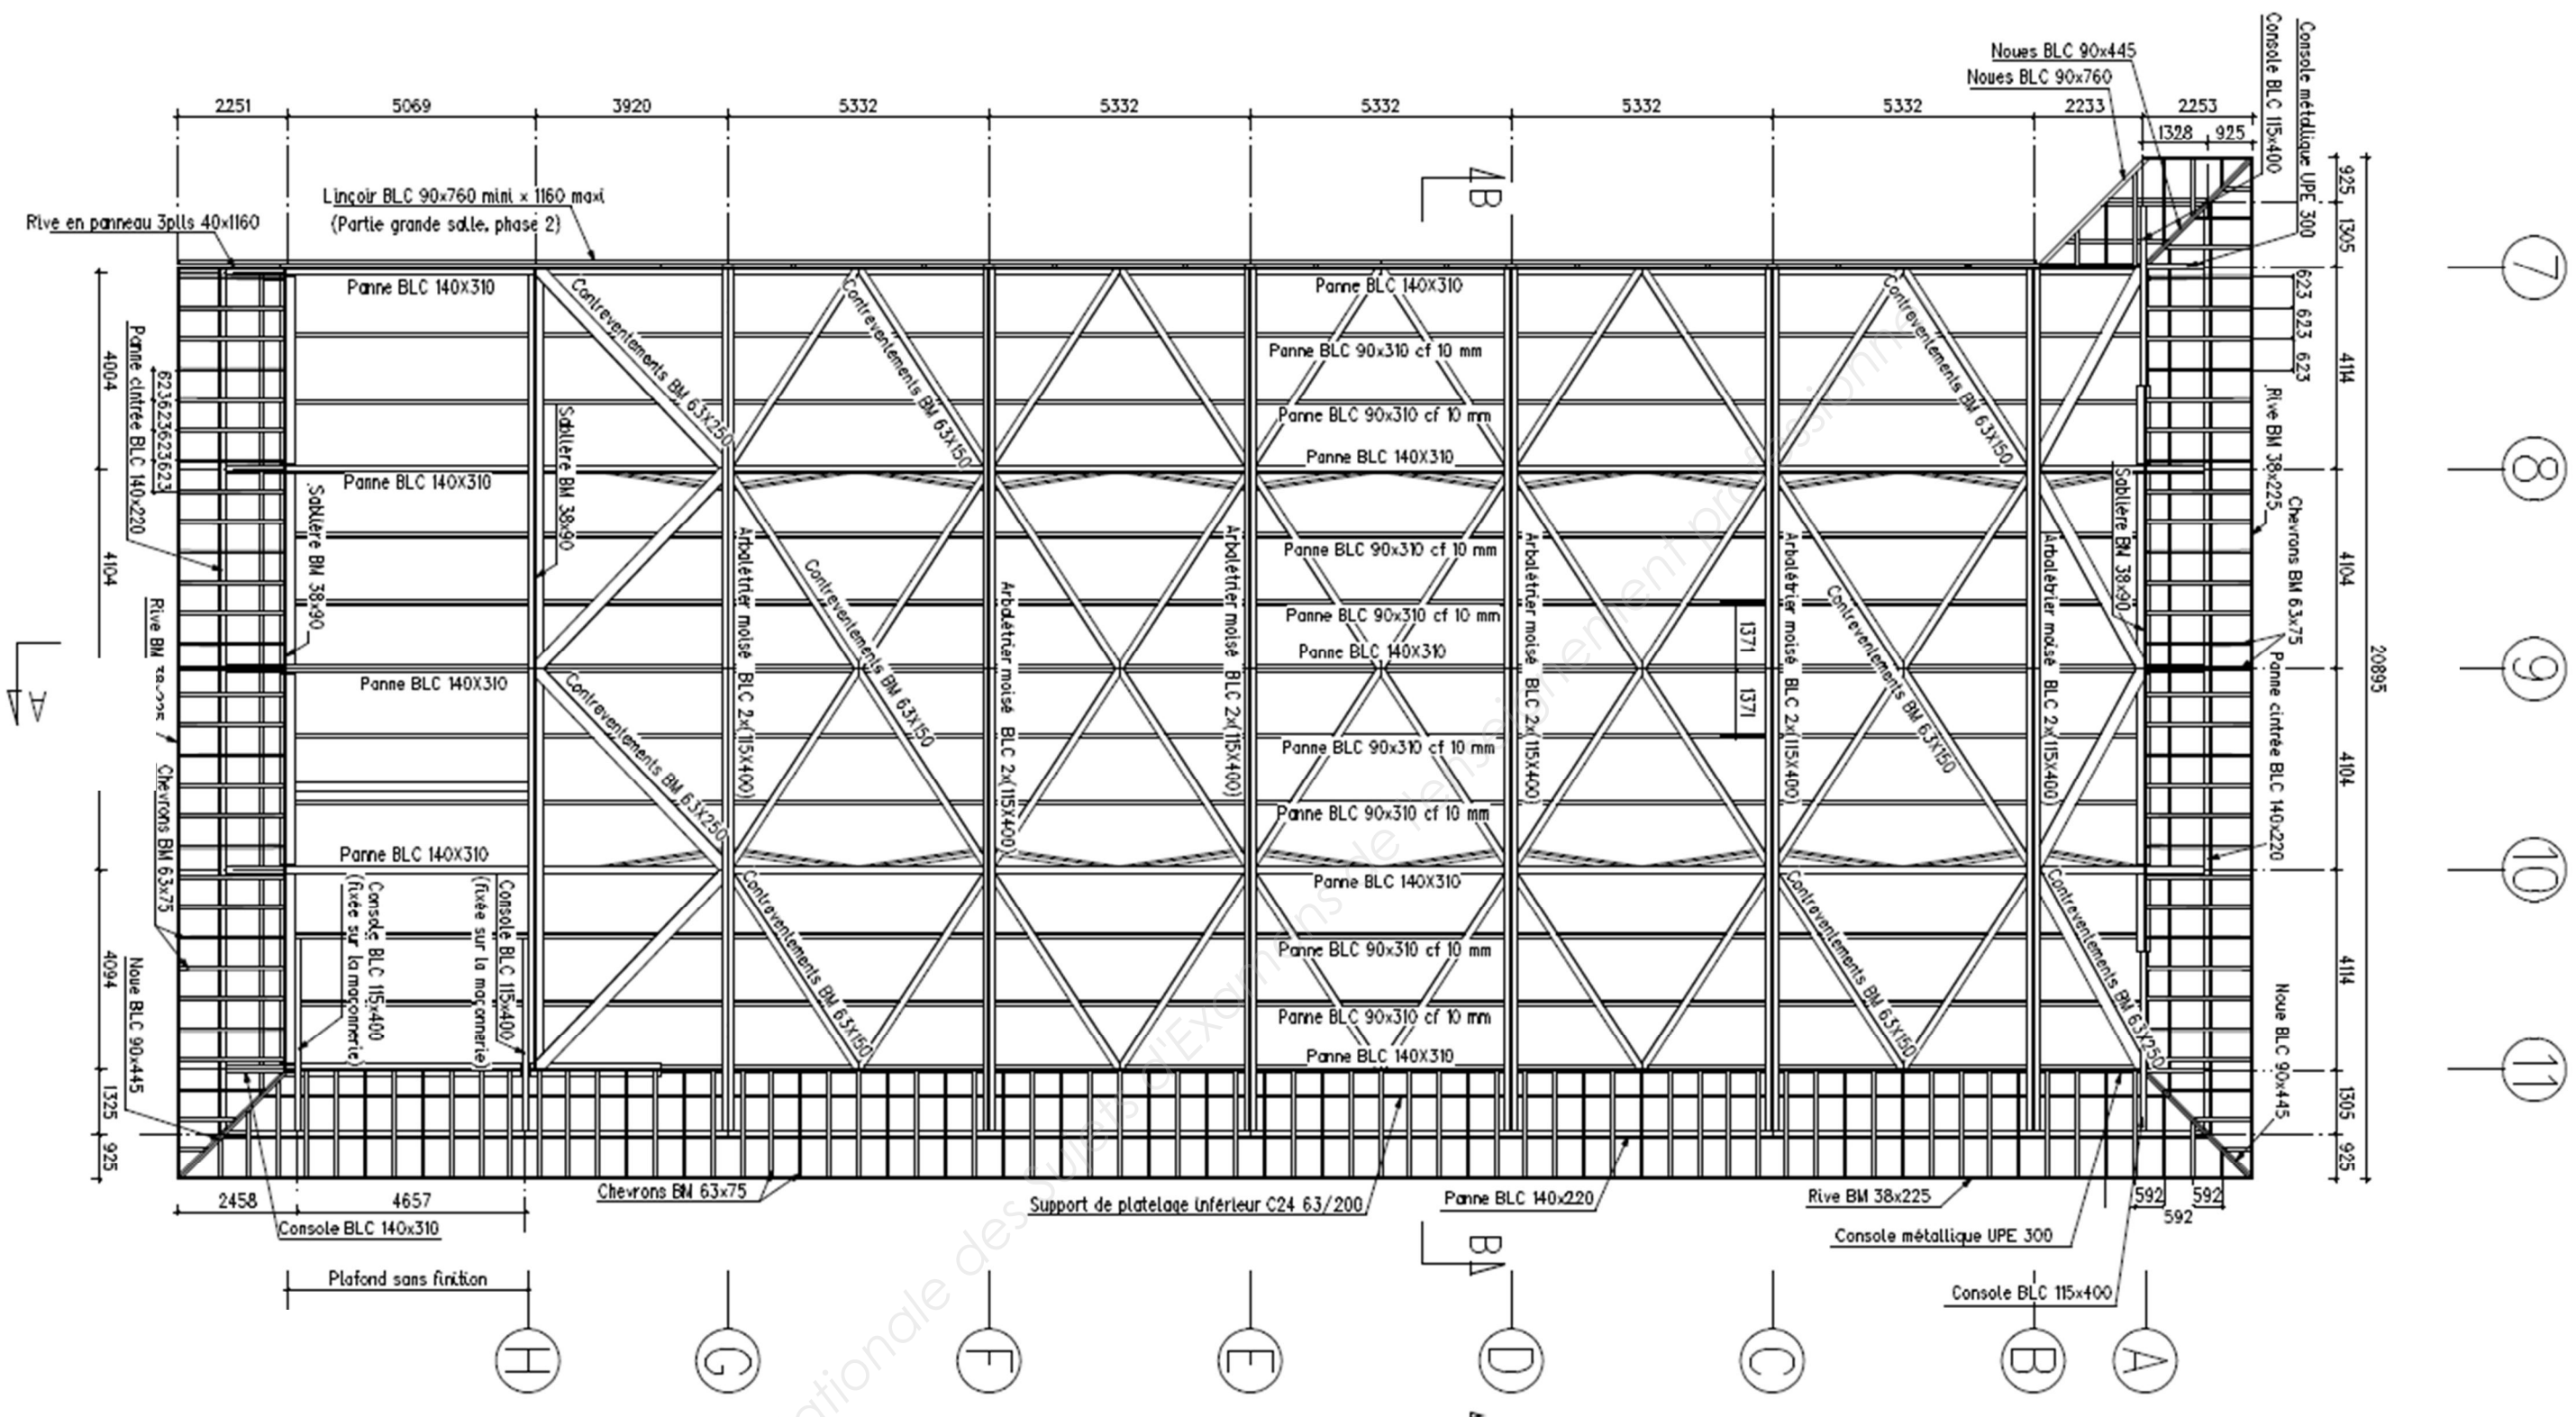 Noues BLC 90x445
Noues BLC 90x760
Console BLC 115x400
Console métallique UPE 300
2251
5069
3920
5332
5332
5332
5332
5332
2233
2253
1328
925
Linçoir BLC 90x760 mini x 1160 maxi
(Partie grande salle, phase 2)
Rive en panneau 3plis 40x1160
B
925
1305
7
Panne BLC 140X310
Contreventements BM 63X250
Contreventements BM 63X150
Panne BLC 140X310
Contreventements BM 63X150
623 623 623
4114
Panne BLC 90x310 cf 10 mm
Panne BLC 90x310 cf 10 mm
Panne BLC 140X310
4004
Panne cintrée BLC 140x220
623623623623
Panne BLC 140X310
Sablière BM 38x90
Sablière BM 38x90
Rive BM 38x225
8
Sablière BM 38x90
Chevrons BM 63x75
Arbalétrier moisé BLC 2x(115X400)
Arbalétrier moisé BLC 2x(115X400)
Arbalétrier moisé BLC 2x(115X400)
Arbalétrier moisé BLC 2x(115X400)
Arbalétrier moisé BLC 2x(115X400)
Arbalétrier moisé BLC 2x(115X400)
Panne BLC 90x310 cf 10 mm
Panne BLC 90x310 cf 10 mm
Panne BLC 140X310
4104
4104
Contreventements BM 63X150
Contreventements BM 63X150
1371
1371
20895
9
Rive BM 38x225
A
Panne BLC 140X310
Contreventements BM 63X250
Panne cintrée BLC 140x220
Panne BLC 90x310 cf 10 mm
Panne BLC 90x310 cf 10 mm
4104
Chevrons BM 63x75
Panne BLC 140X310
Panne BLC 140X310
10
Console BLC 115x400
(fixée sur la maçonnerie)
Console BLC 115x400
(fixée sur la maçonnerie)
Contreventements BM 63X150
Contreventements BM 63X150
Contreventements BM 63X250
Panne BLC 90x310 cf 10 mm
Panne BLC 90x310 cf 10 mm
Panne BLC 140X310
4094
4114
Noue BLC 90x445
Noue BLC 90x445
11
1325
925
1305
925
2458
4657
Console BLC 140x310
Chevrons BM 63x75
Support de platelage inférieur C24 63/200
Panne BLC 140x220
Rive BM 38x225
592
592
592
Console métallique UPE 300
B
Console BLC 115x400
Plafond sans finition
H
G
F
E
D
C
B
A
ationale des Sujets d'Examens de l'enseignement professionne